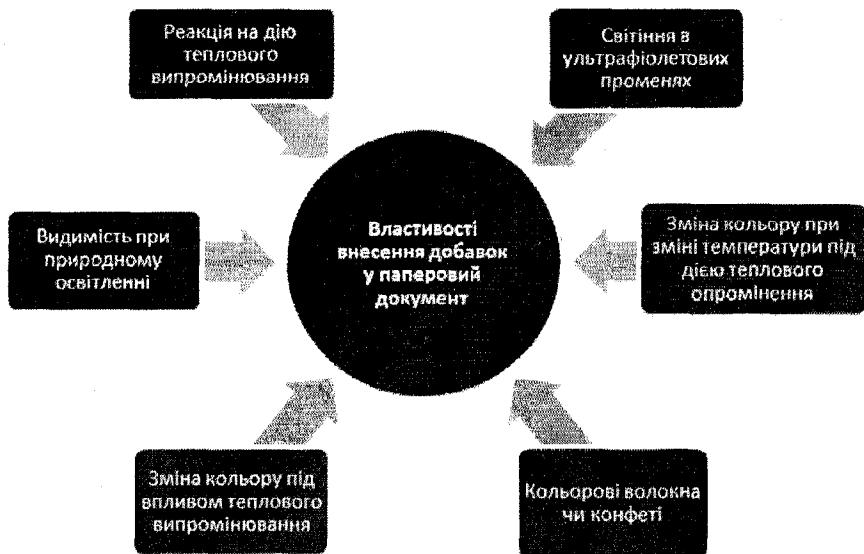 Реакція на дію
теплового
випромінювання
Світіння в
ультрафіолетових
променях
Видимість при
природному
освітленні
Властивості
внесення добавок
у паперовий
документ
Зміна кольору при
зміні температури під
дією теплового
опромінення
Зміна кольору під
впливом теплового
випромінювання
Кольорові волокна
чи конфеті